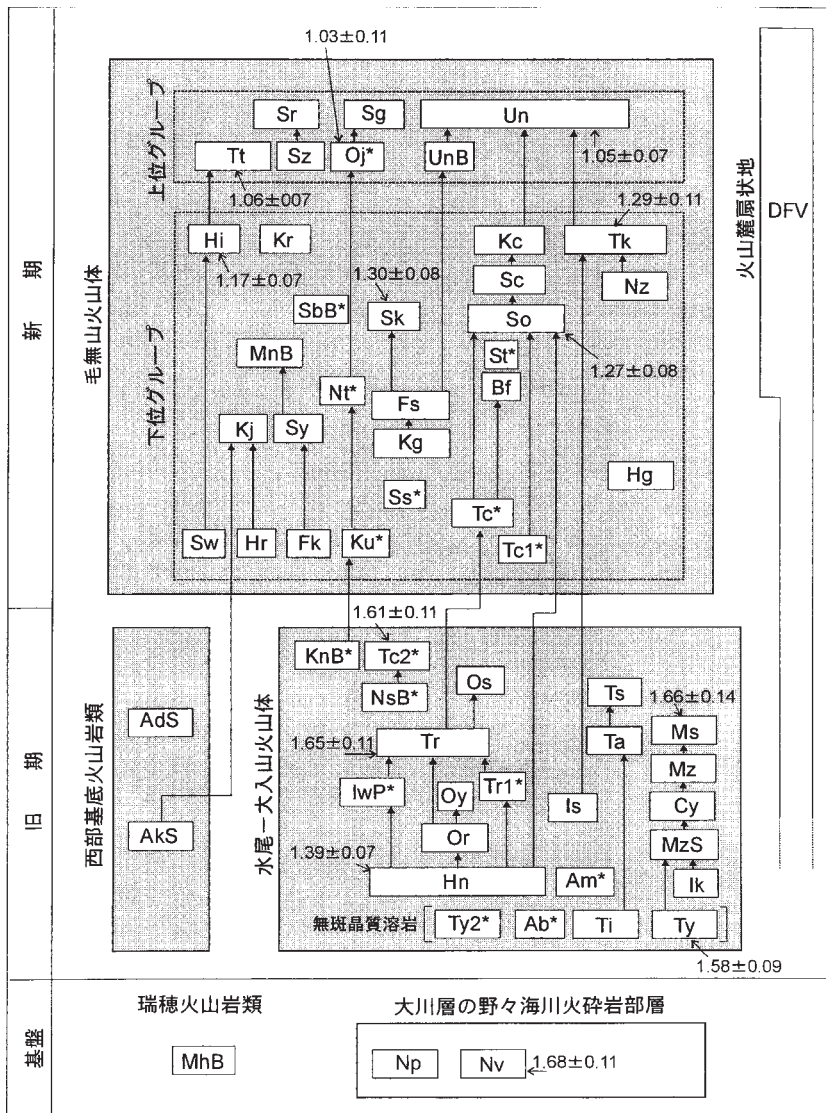 新期
毛無山火山体
上位グループ
1.03±0.11
Sr
Sg
Un
Tt
Sz
Oj*
UnB
1.05±0.07
1.06±007
下位グループ
1.29±0.11
Hi
Kr
Kc
Tk
1.17±0.07
1.30±0.08
Sc
Nz
SbB*
Sk
So
MnB
St*
1.27±0.08
Nt*
Bf
Fs
Kj
Sy
Kg
Hg
Ss*
Tc*
Sw
Hr
Fk
Ku*
Tc1*
火山麓扇状地
DFV
旧期
西部基底火山岩類
AdS
AkS
水尾ー大入山火山体
1.61±0.11
KnB*
Tc2*
NsB*
Os
Ts
1.66±0.14
1.65±0.11
Tr
Ta
Ms
IwP*
Oy
Tr1*
Is
Mz
Cy
Or
MzS
1.39±0.07
Hn
Am*
Ik
無斑晶質溶岩
Ty2*
Ab*
Ti
Ty
1.58±0.09
基盤
瑞穂火山岩類
MhB
大川層の野々海川火砕岩部層
Np
Nv
1.68±0.11